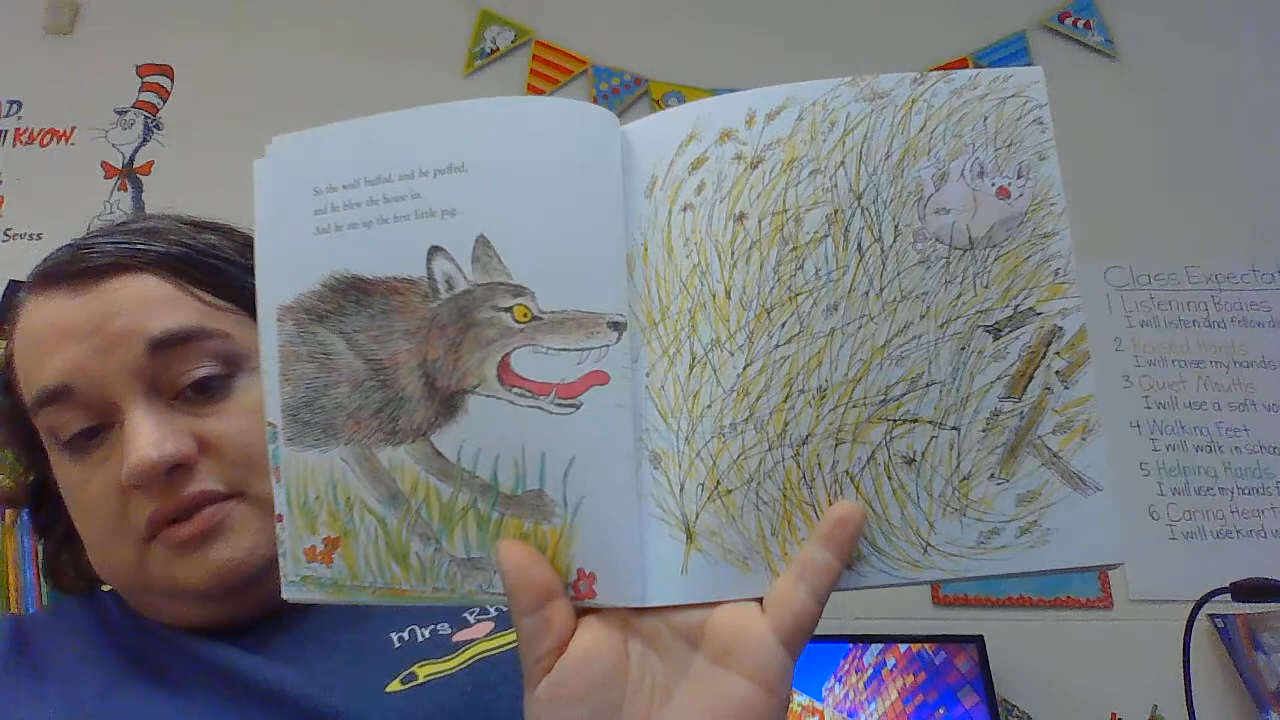 D.
KNOW.
Seuss
So the wolf huffed, and he puffed,
and he blew the house in.
And he ate up the first little pig.
Mrs. Rh
Class Expecta
1 Listening Bodies
I will listen and follow d
2 Raised Hands
I will raise my hands
3 Quiet Mouths
I will use a soft vo
4 Walking Feet
I will walk in schoo
5 Helping Hands
I will use my hands f
6 Caring Heart
I will use kind w